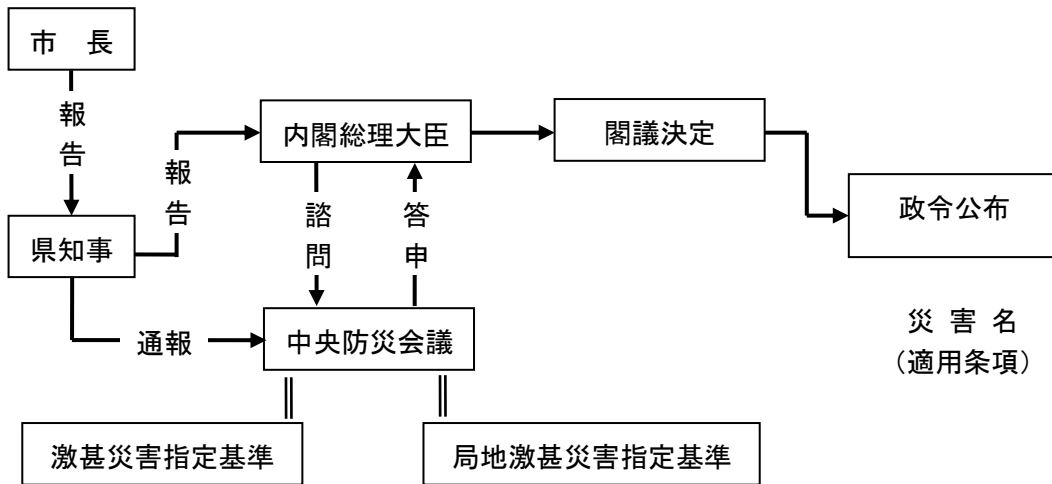 市　長
報告
内閣総理大臣
閣議決定
報告
諮問
答申
政令公布
県知事
通報
中央防災会議
災 害 名
（適用条項）
激甚災害指定基準
局地激甚災害指定基準